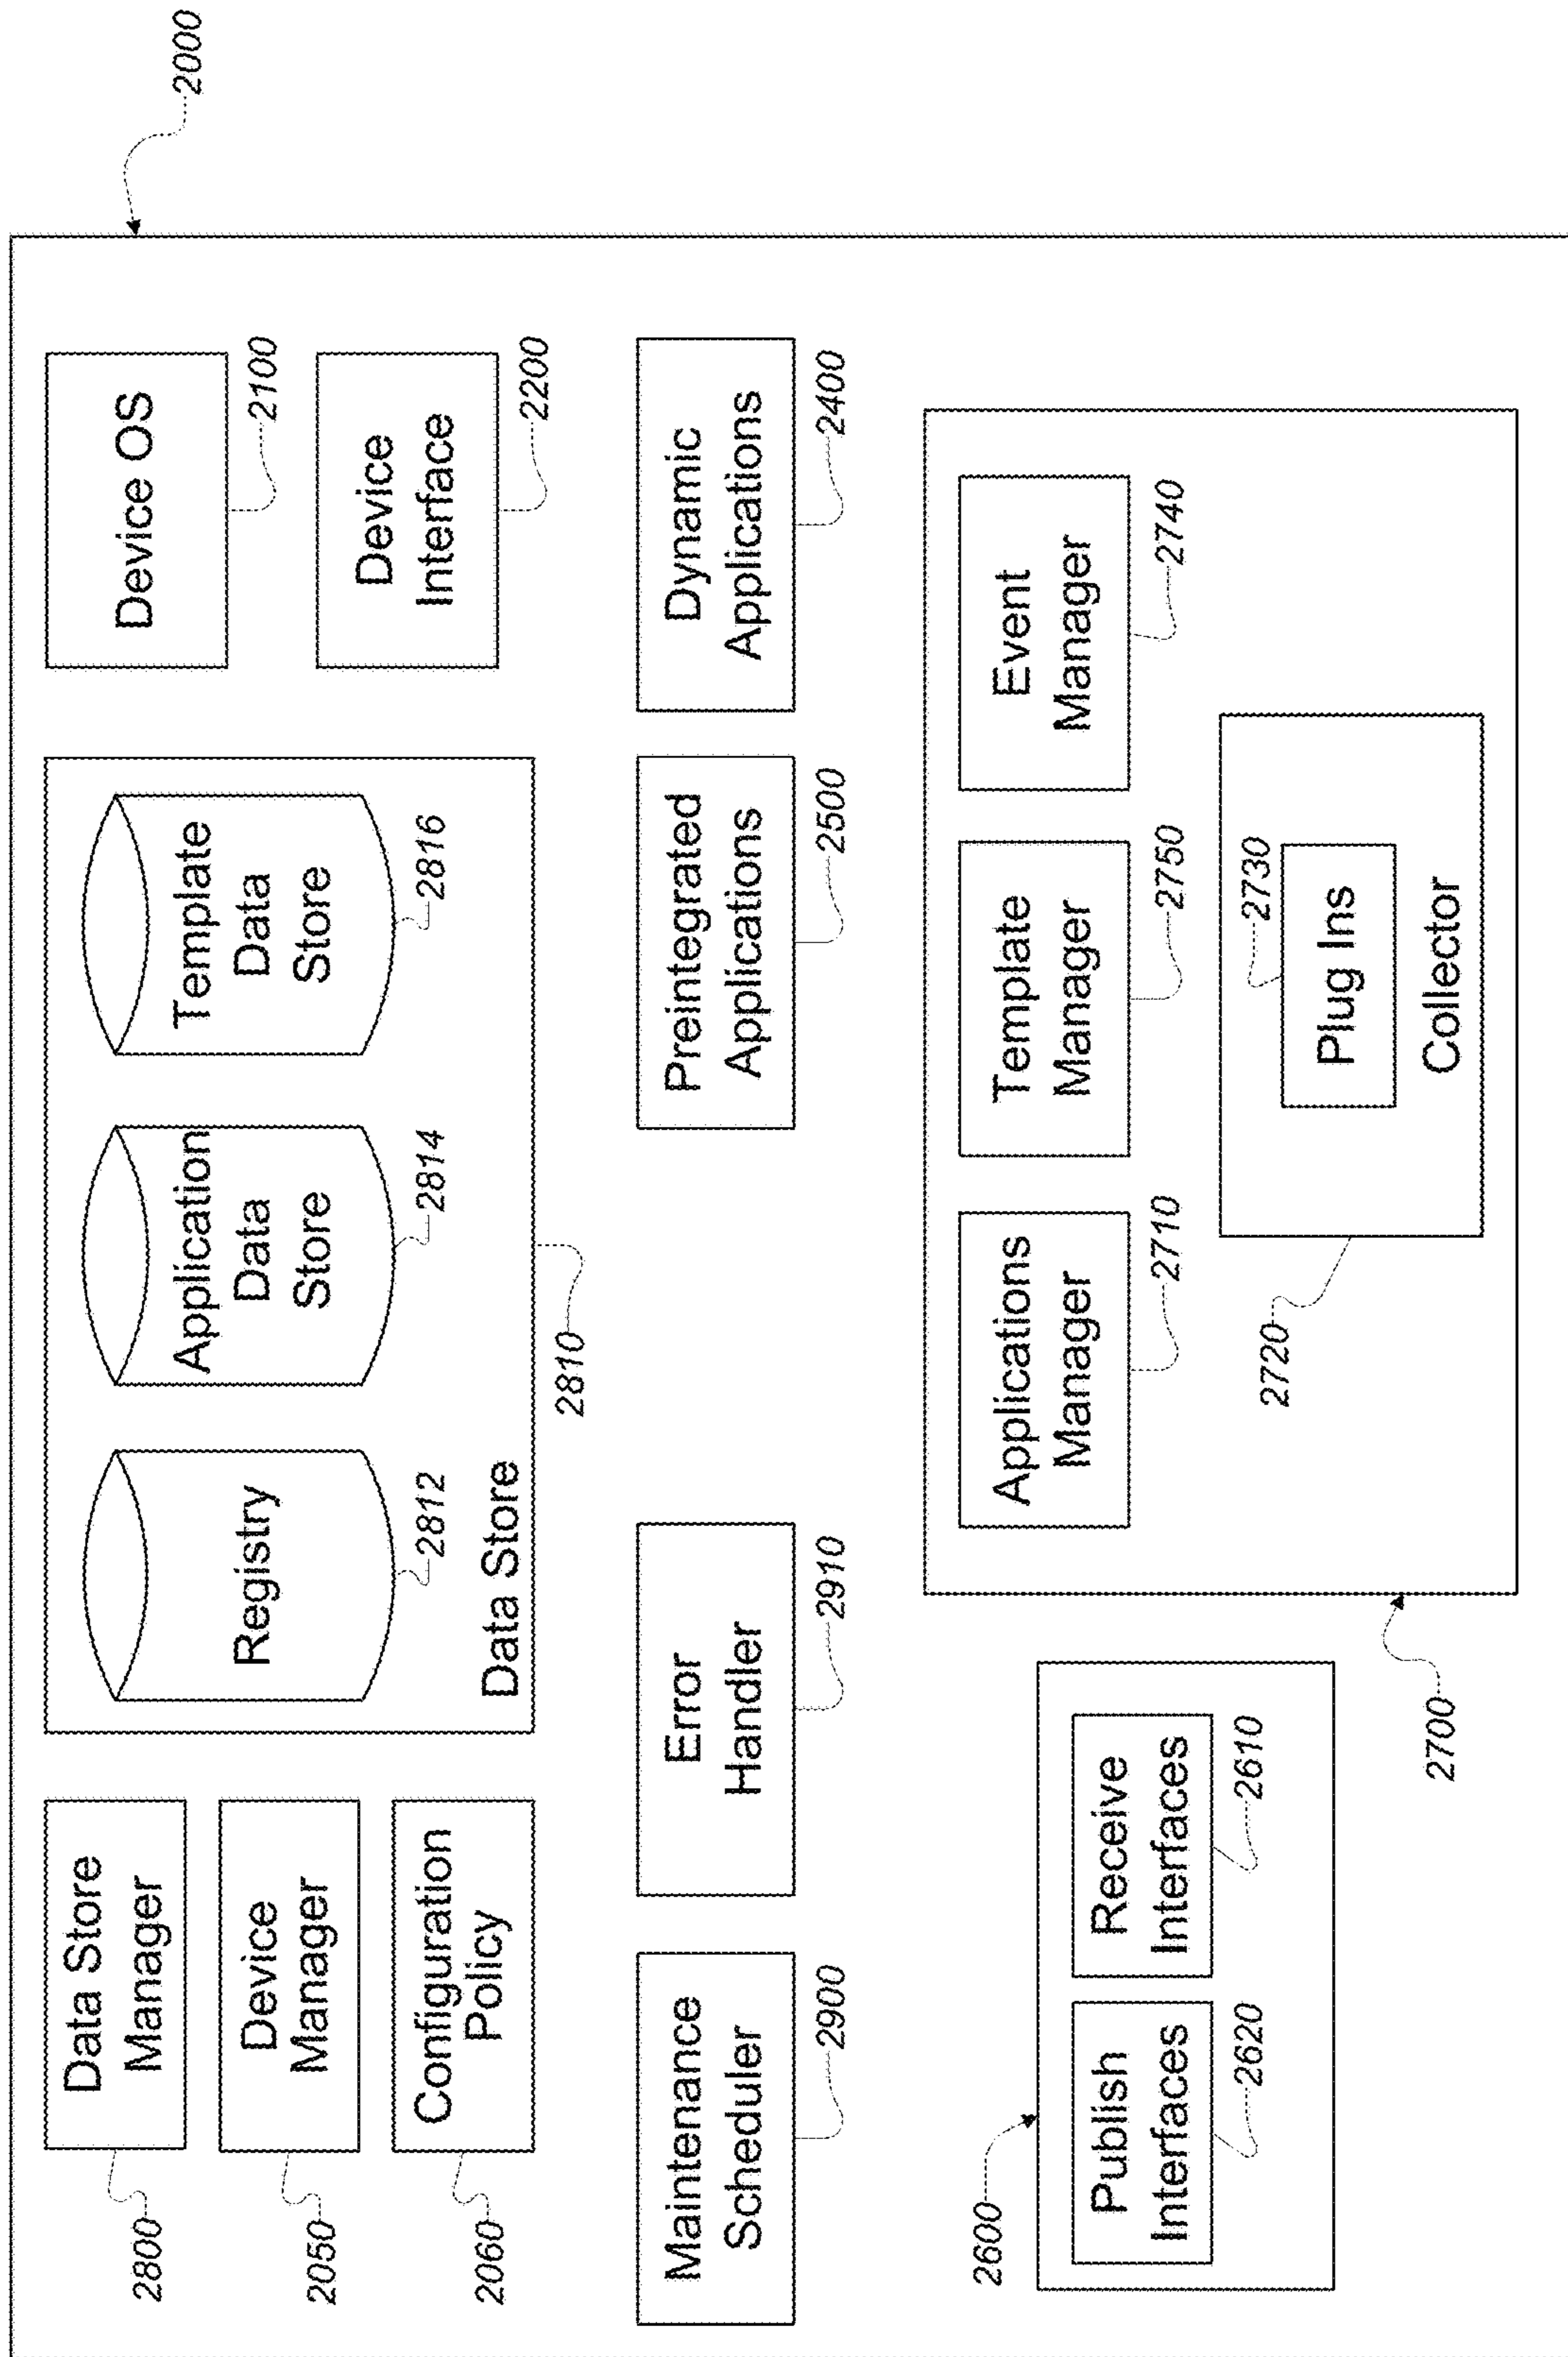 2000
Data Store
Manager
2800
Device
Manager
2050
Configuration
Policy
2060
Registry
2812
Application
Data
Store
2814
Template
Data
Store
2816
Data Store
2810
Device OS
2100
Device
Interface
2200
Maintenance
Scheduler
2900
Error
Handler
2910
Preintegrated
Applications
2500
Dynamic
Applications
2400
2600
Publish
Interfaces
2620
Receive
Interfaces
2610
2700
Applications
Manager
2710
Template
Manager
2750
Event
Manager
2740
2720
2730
Plug Ins
Collector